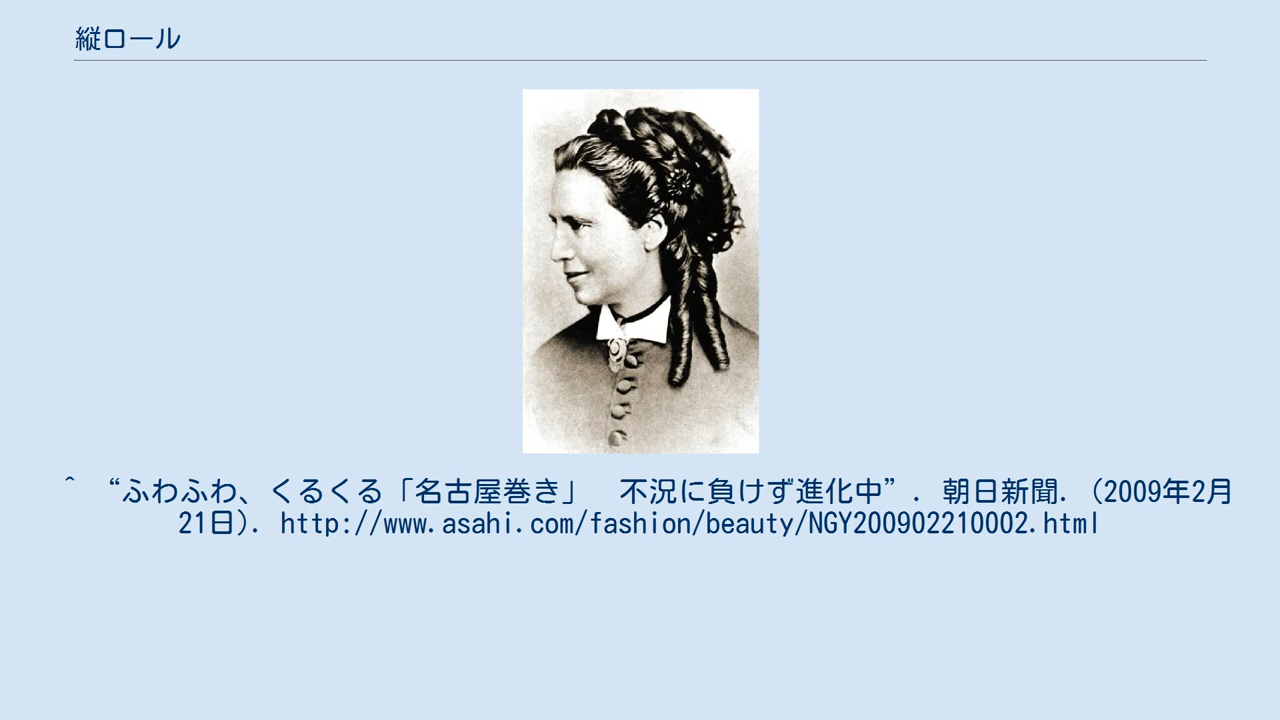 縦ロール
^ “ふわふわ、くるくる「名古屋巻き」　不況に負けず進化中”. 朝日新聞. (2009年2月
21日). http://www.asahi.com/fashion/beauty/NGY200902210002.html